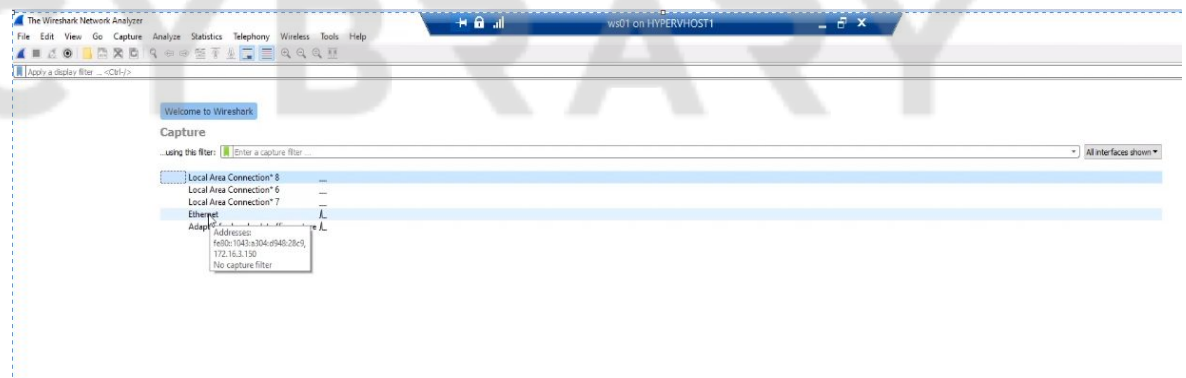 The Wireshark Network Analyzer
ws01 on HYPERVHOST1
File Edit View Go Capture Analyze Statistics Telephony Wireless Tools Help
Apply a display filter ... <Ctrl-/>
CYBRARY
Welcome to Wireshark
Capture
...using this filter: Enter a capture filter ...
All interfaces shown
Local Area Connection* 8
Local Area Connection* 6
Local Area Connection* 7
Ethernet
Addresses:
fe80::1043:a304:d948:28c9,
172.16.3.150
No capture filter